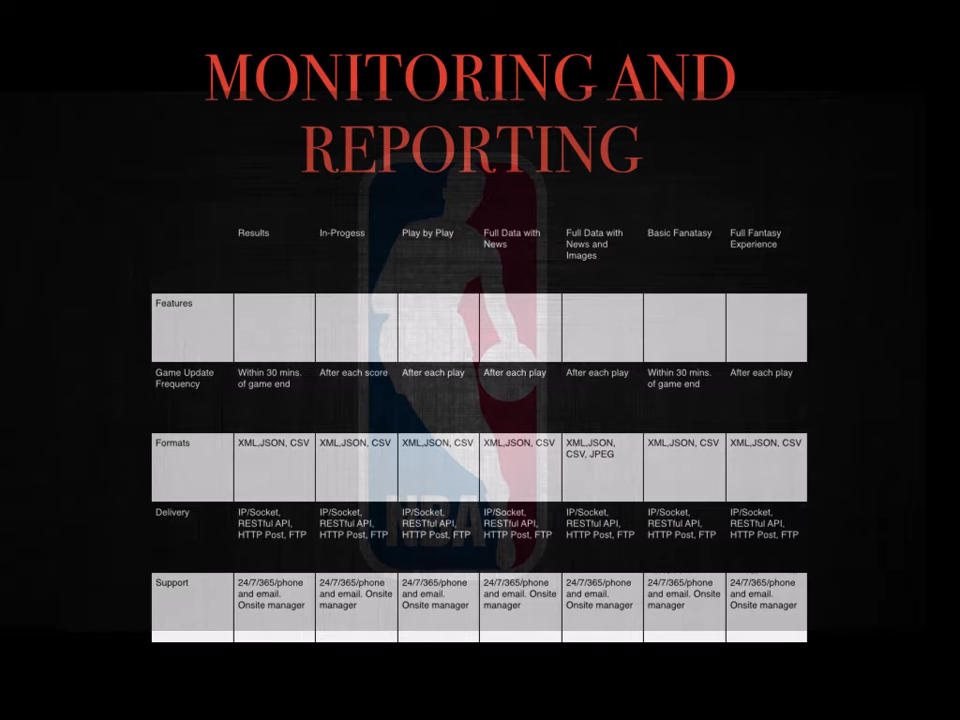 MONITORING AND
REPORTING
Results In-Progess Play by Play Full Data with Full Data with Basic Fanatasy Full Fantasy
News News and Experience
Images
Features
Game Update Within 30 mins. After each score After each play After each play After each play Within 30 mins. After each play
Frequency of game end of game end
Formats XML,JSON, CSV XML,JSON, CSV XML,JSON, CSV XML,JSON, CSV XML,JSON, XML,JSON, CSV XML,JSON, CSV
CSV, JPEG
Delivery IP/Socket, IP/Socket, IP/Socket, IP/Socket, IP/Socket, IP/Socket, IP/Socket,
RESTful API, RESTful API, RESTful API, RESTful API, RESTful API, RESTful API, RESTful API,
HTTP Post, FTP HTTP Post, FTP HTTP Post, FTP HTTP Post, FTP HTTP Post, FTP HTTP Post, FTP HTTP Post, FTP
NBA
Support 24/7/365/phone 24/7/365/phone 24/7/365/phone 24/7/365/phone 24/7/365/phone 24/7/365/phone 24/7/365/phone
and email. and email. Onsite and email. and email. Onsite and email. and email. Onsite and email.
Onsite manager manager Onsite manager manager Onsite manager manager Onsite manager